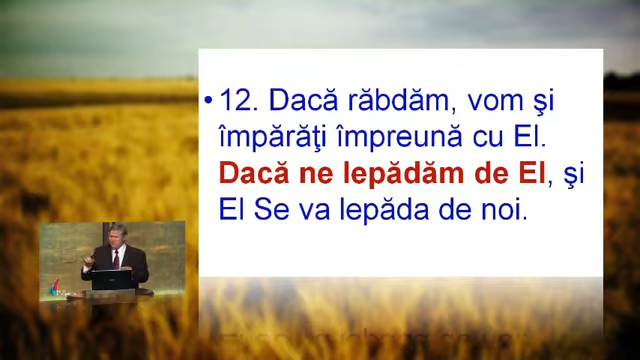 • 12. Dacă răbdăm, vom şi
împărăţi împreună cu El.
Dacă ne lepădăm de El, şi
El Se va lepăda de noi.